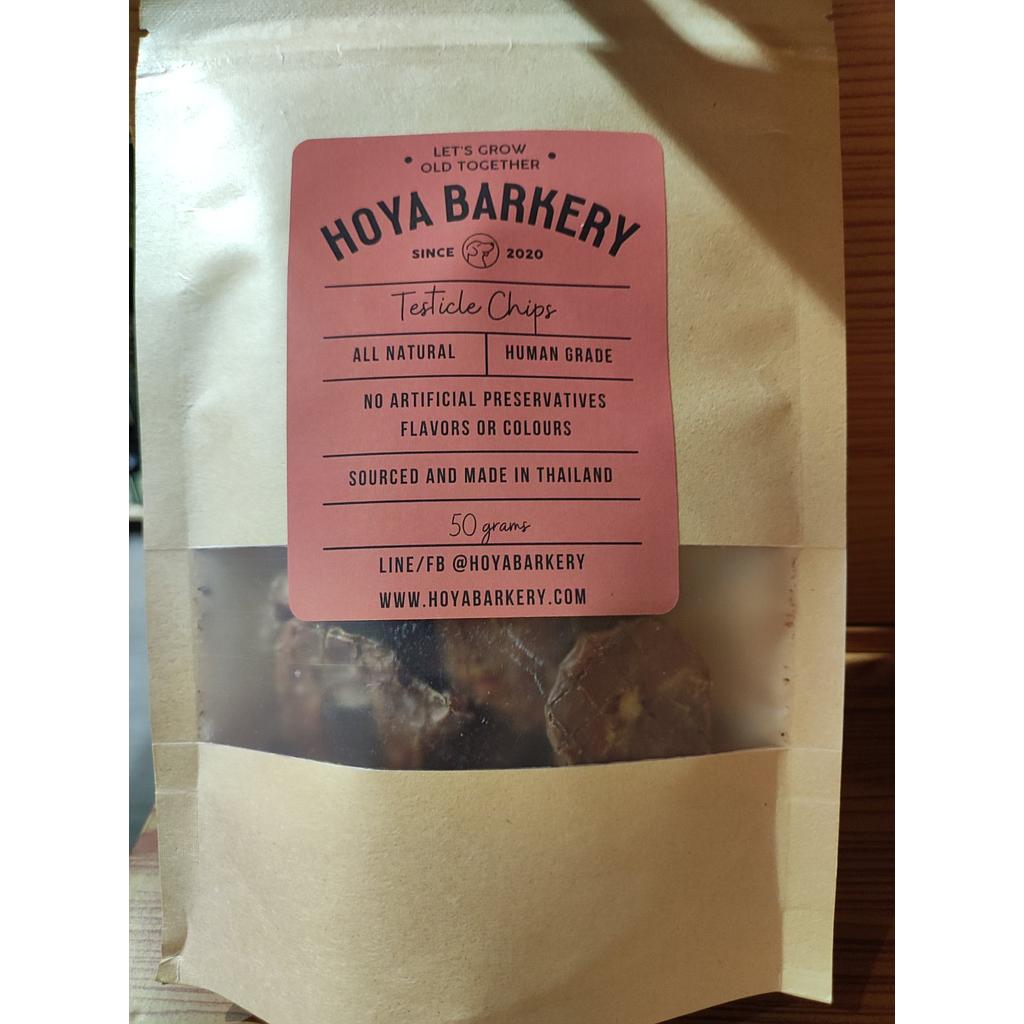 LET'S GROW
OLD TOGETHER
HOYA BARKERY
SINCE 2020
Testicle Chips
ALL NATURAL HUMAN GRADE
NO ARTIFICIAL PRESERVATIVES
FLAVORS OR COLOURS
SOURCED AND MADE IN THAILAND
50 grams
LINE/FB @HOYABARKERY
WWW.HOYABARKERY.COM